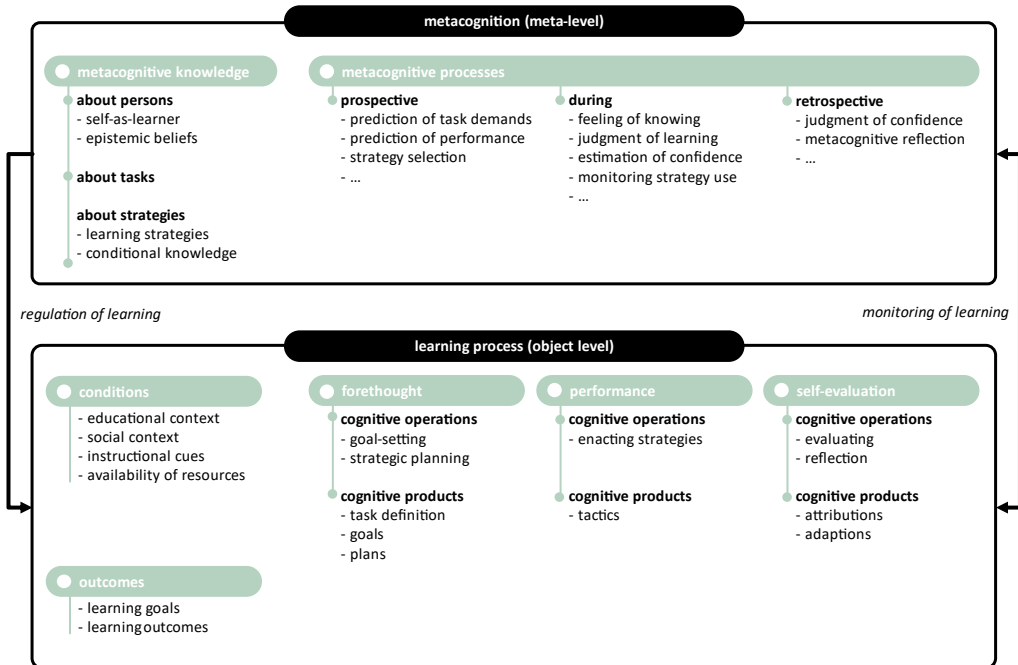 metacognition (meta-level)
metacognitive knowledge
about persons
- self-as-learner
- epistemic beliefs
about tasks
about strategies
- learning strategies
- conditional knowledge
metacognitive processes
prospective
- prediction of task demands
- prediction of performance
- strategy selection
- ...
during
- feeling of knowing
- judgment of learning
- estimation of confidence
- monitoring strategy use
- ...
retrospective
- judgment of confidence
- metacognitive reflection
- ...
regulation of learning
monitoring of learning
learning process (object level)
conditions
- educational context
- social context
- instructional cues
- availability of resources
outcomes
- learning goals
- learning outcomes
forethought
cognitive operations
- goal-setting
- strategic planning
cognitive products
- task definition
- goals
- plans
performance
cognitive operations
- enacting strategies
cognitive products
- tactics
self-evaluation
cognitive operations
- evaluating
- reflection
cognitive products
- attributions
- adaptions